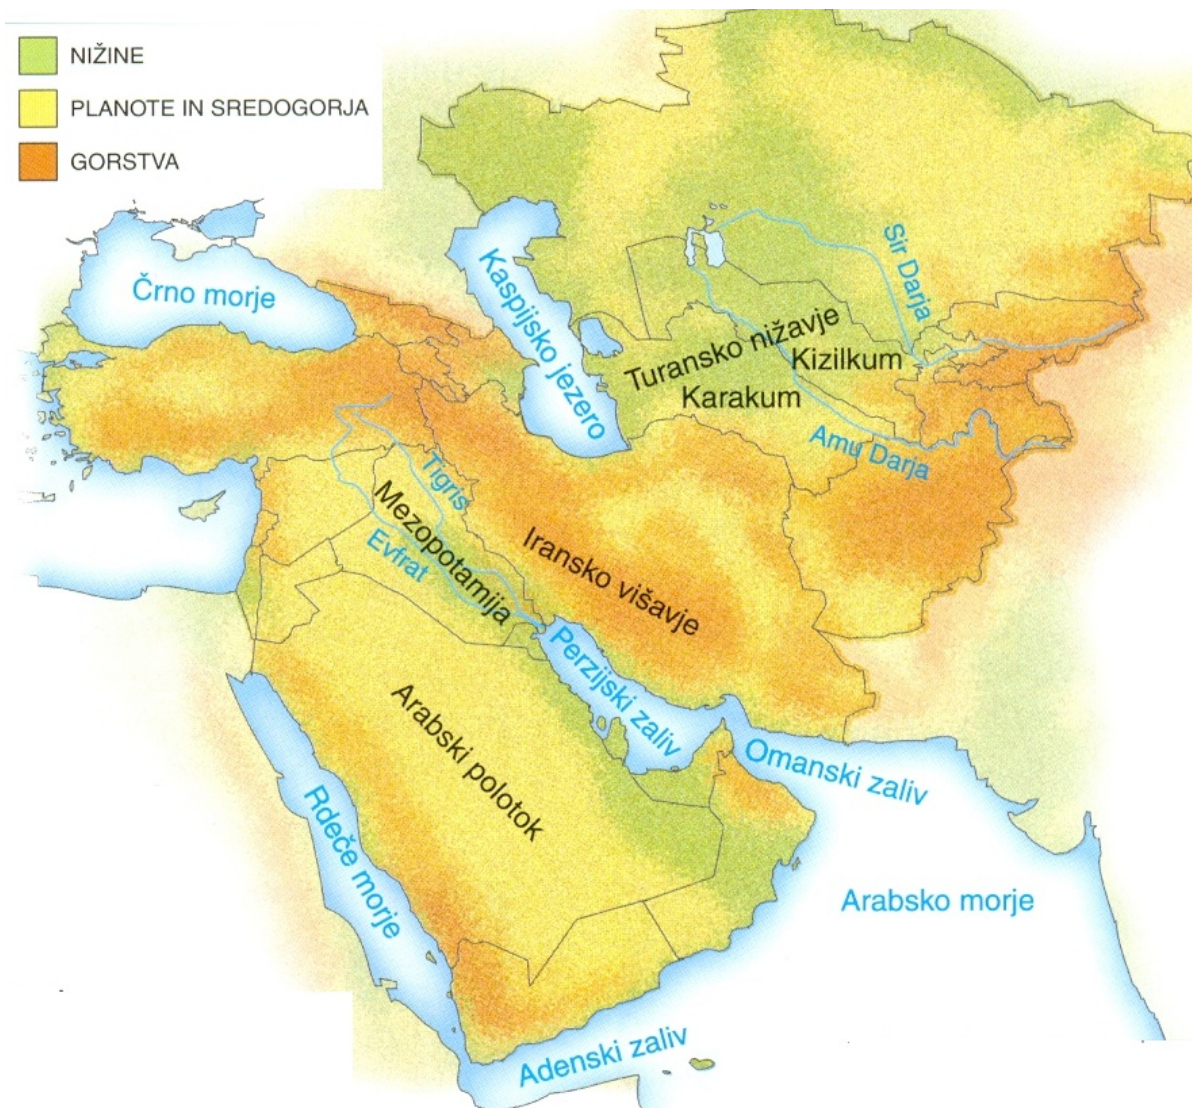 NIŽINE
PLANOTE IN SREDOGORJA
GORSTVA
Črno morje
Kaspijsko jezero
Sir Darja
Turansko nižavje
Kizilkum
Karakum
Amu Darja
Tigris
Mezopotamija
Evfrat
Iransko višavje
Perzijski zaliv
Arabski polotok
Omanski zaliv
Rdeče morje
Arabsko morje
Adenski zaliv